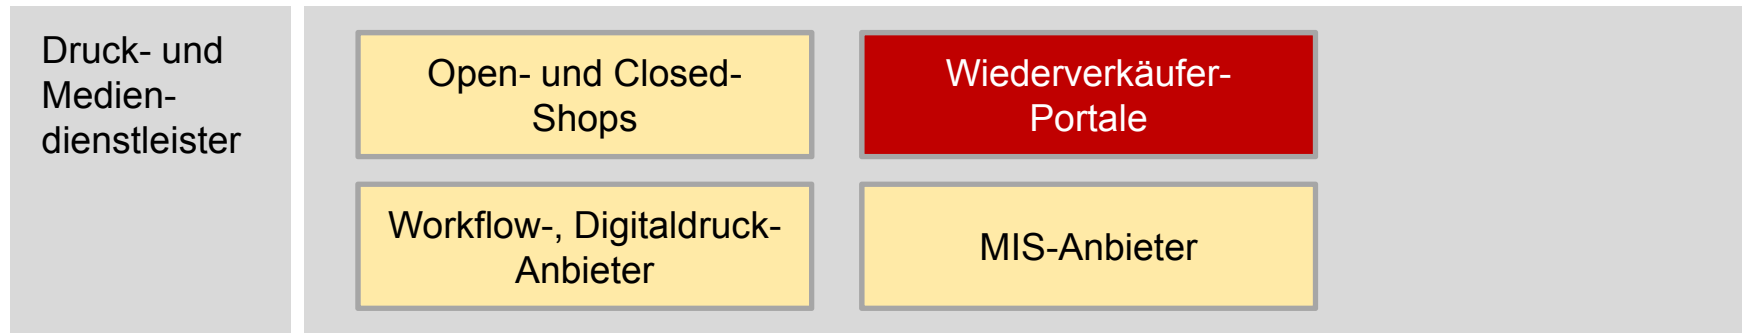 Druck- und
Medien-
dienstleister
Open- und Closed-
Shops
Wiederverkäufer-
Portale
Workflow-, Digitaldruck-
Anbieter
MIS-Anbieter